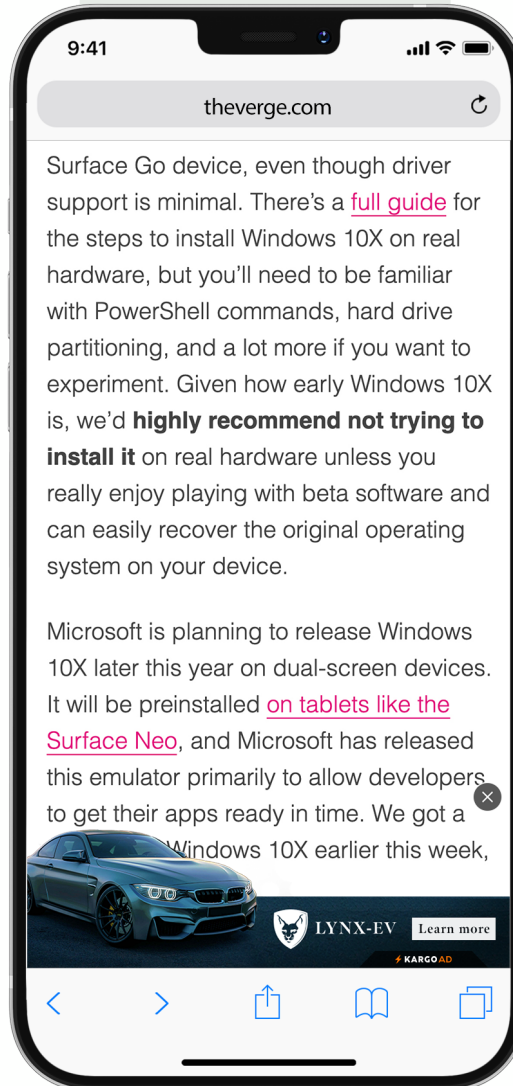 9:41
theverge.com
Surface Go device, even though driver
support is minimal. There’s a full guide for
the steps to install Windows 10X on real
hardware, but you’ll need to be familiar
with PowerShell commands, hard drive
partitioning, and a lot more if you want to
experiment. Given how early Windows 10X
is, we’d highly recommend not trying to
install it on real hardware unless you
really enjoy playing with beta software and
can easily recover the original operating
system on your device.
Microsoft is planning to release Windows
10X later this year on dual-screen devices.
It will be preinstalled on tablets like the
Surface Neo, and Microsoft has released
this emulator primarily to allow developers
to get their apps ready in time. We got a
Windows 10X earlier this week,
LYNX-EV Learn more
KARGO AD